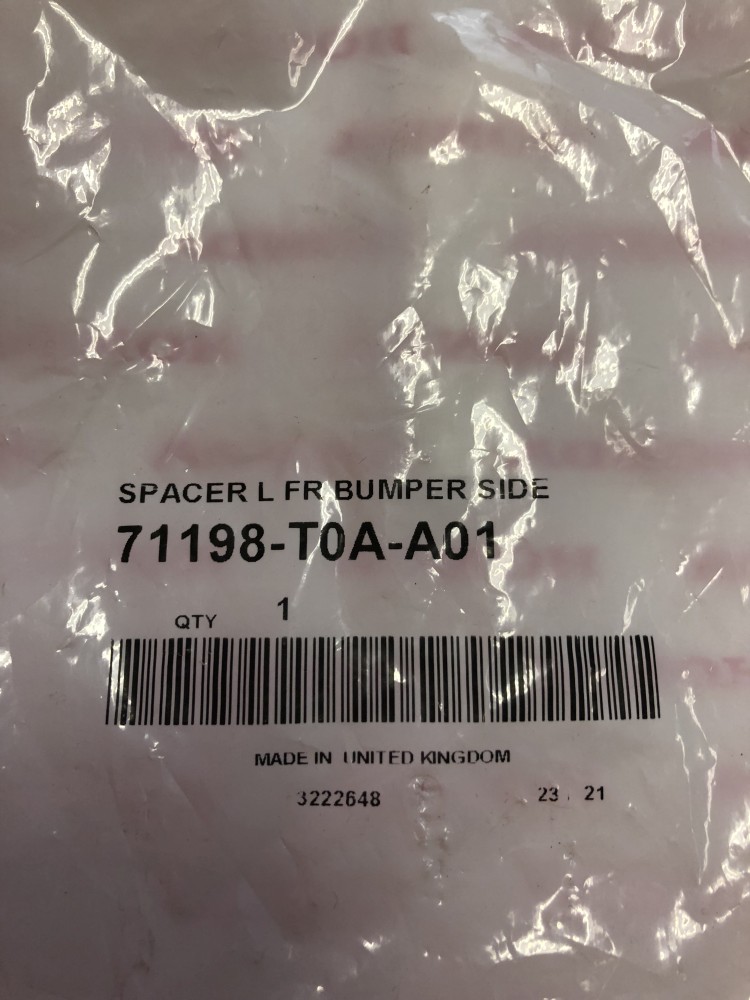 SPACER L FR BUMPER SIDE
71198-T0A-A01
QTY 1
MADE IN UNITED KINGDOM
3222648 23 . 21